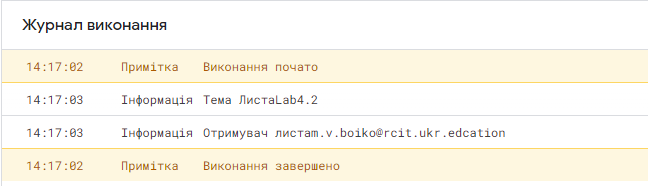 Журнал виконання
14:17:02 Примітка Виконання почато
14:17:03 Інформація Тема ЛистаLab4.2
14:17:03 Інформація Отримувач листаm.v.boiko@rcit.ukr.edcation
14:17:02 Примітка Виконання завершено